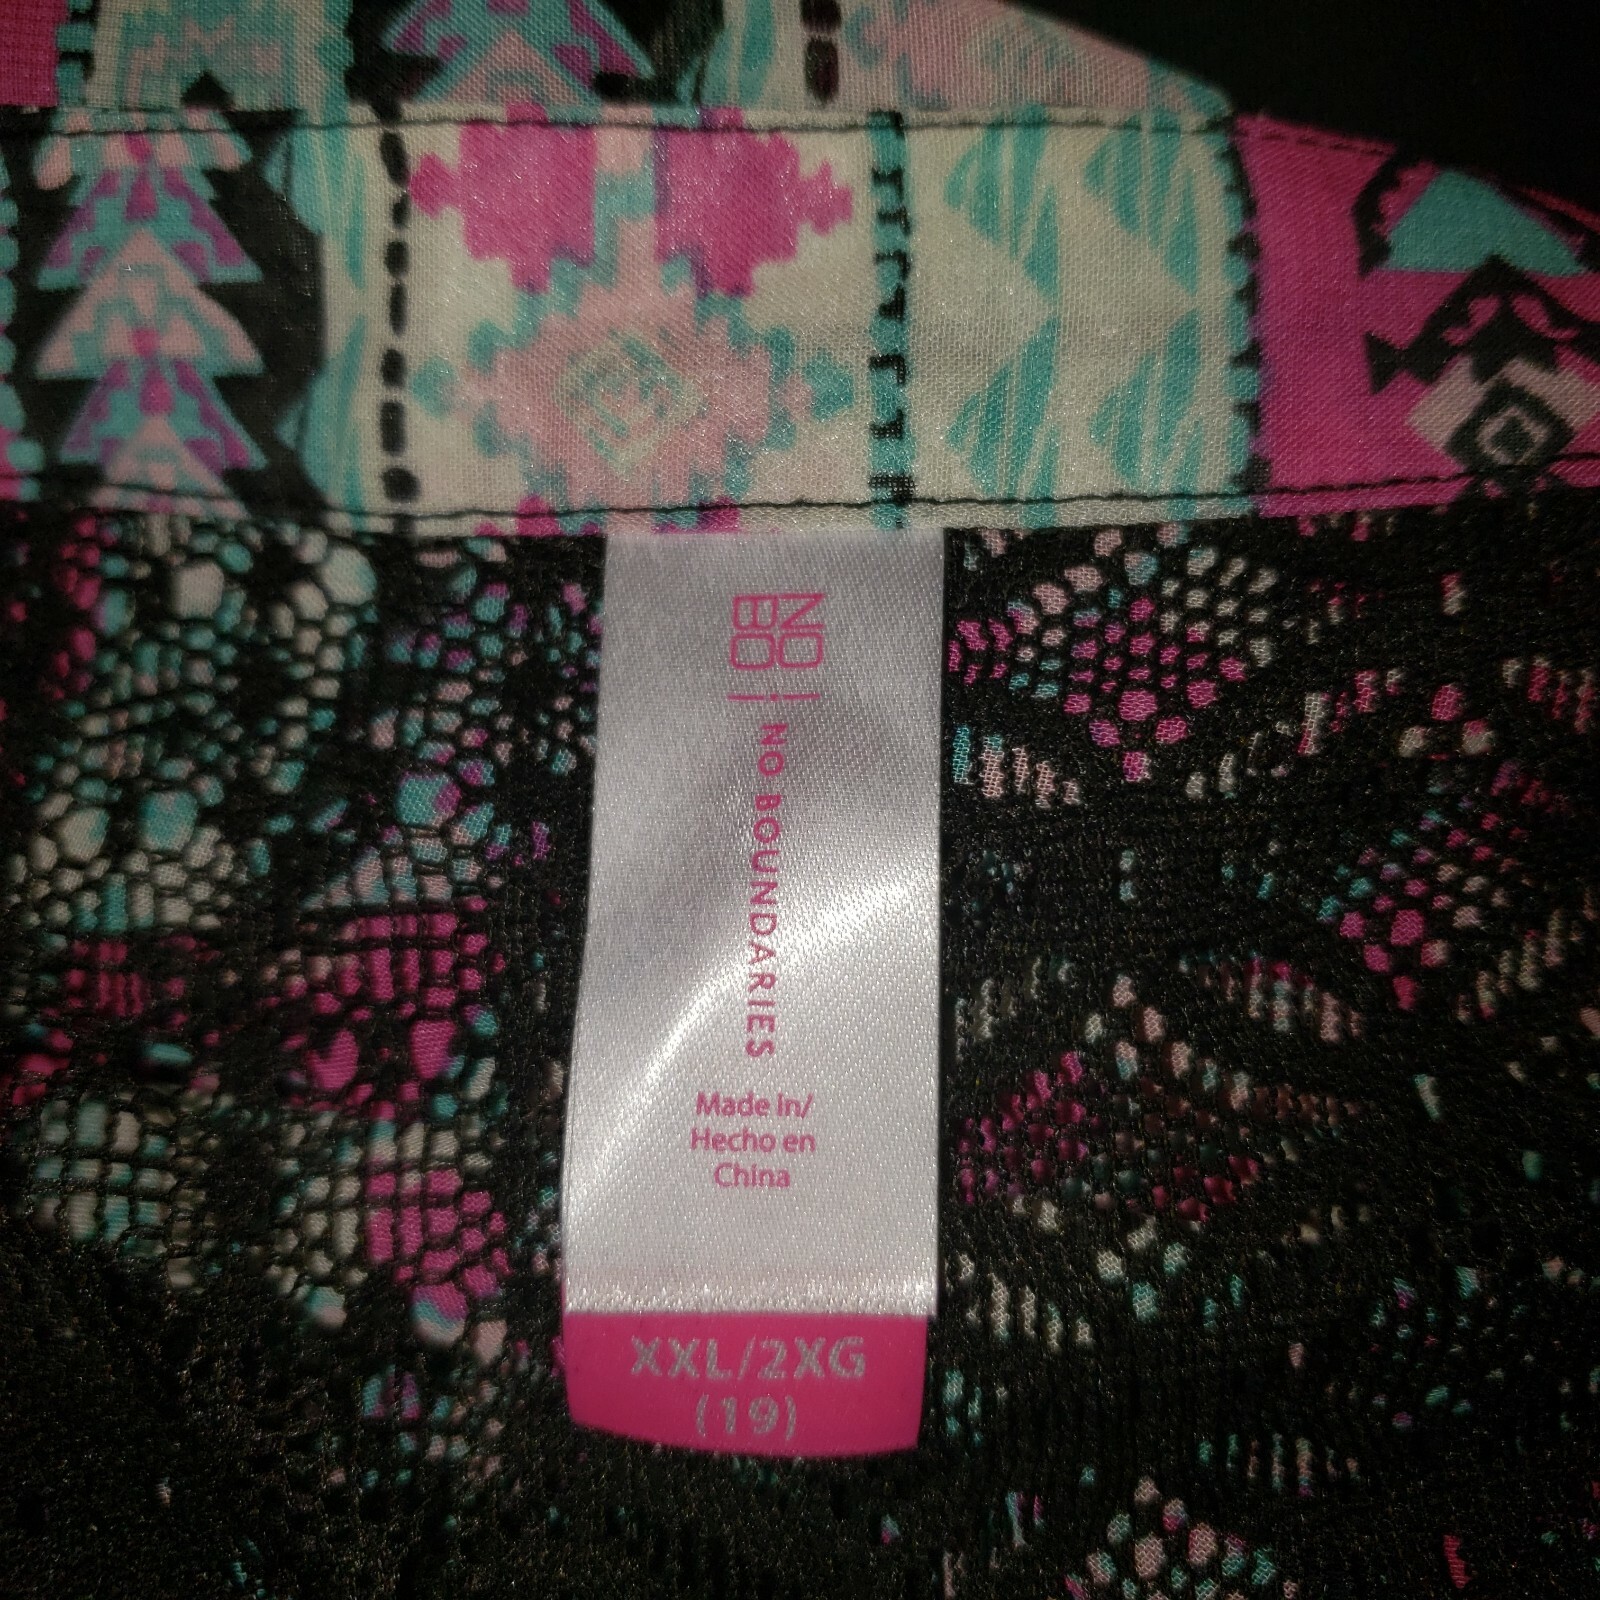 NO
BO
NO BOUNDARIES
Made in/
Hecho en
China
XXL/2XG
(19)